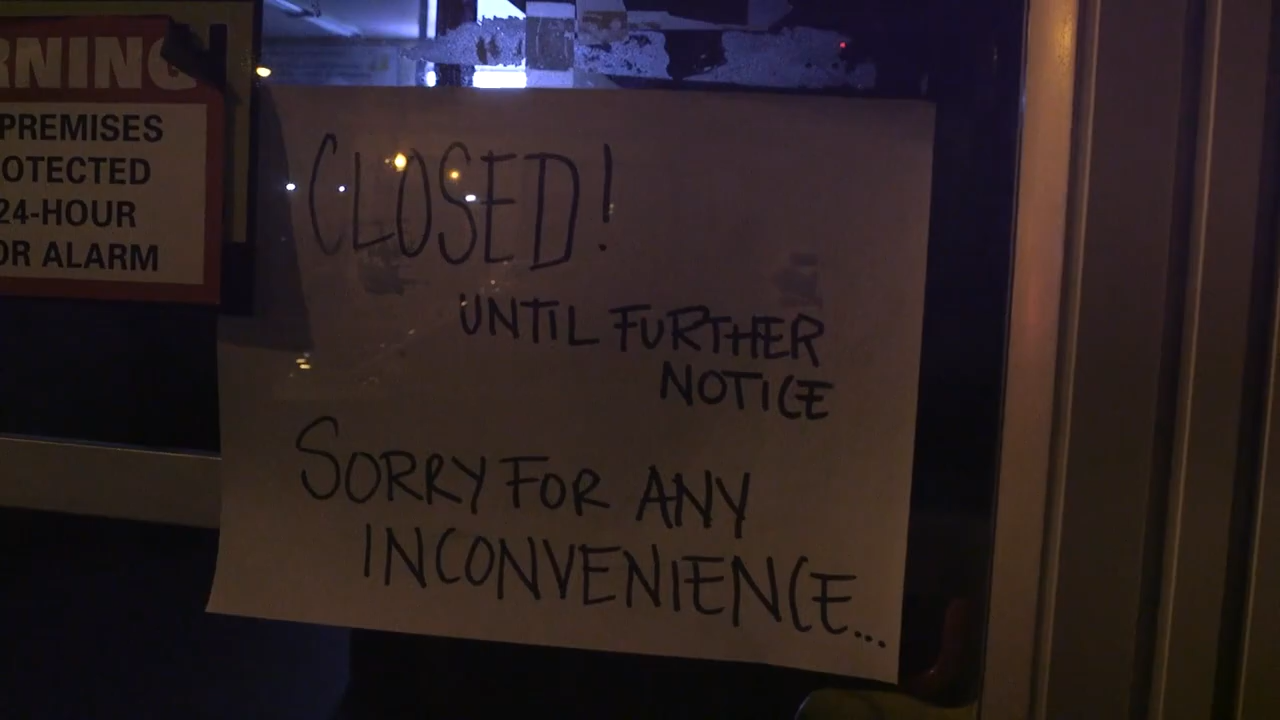 RNING
PREMISES
OTECTED
24-HOUR
OR ALARM
CLOSED!
UNTIL FURTHER
NOTICE
SORRY FOR ANY
INCONVENIENCE...